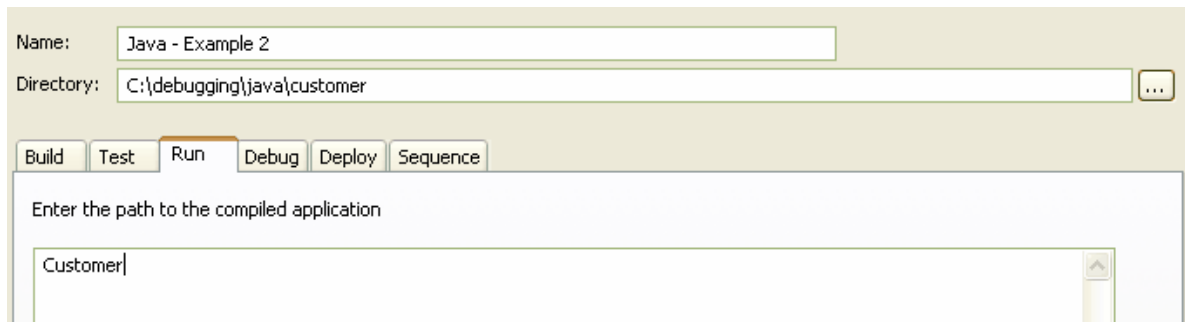 Name: Java - Example 2
Directory: C:\debugging\java\customer ...
Build Test Run Debug Deploy Sequence
Enter the path to the compiled application
Customer